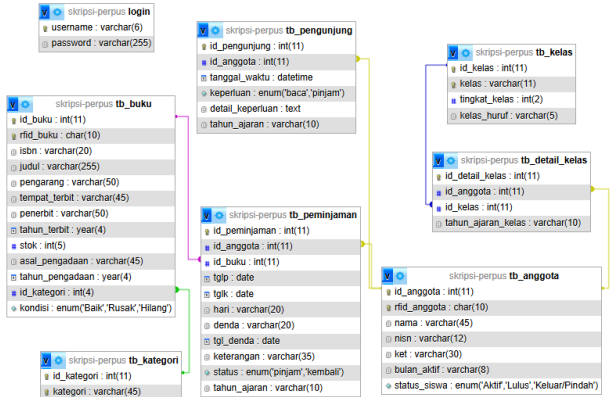 skripsi-perpus login
username : varchar(6)
password : varchar(255)
skripsi-perpus tb_pengunjung
id_pengunjung : int(11)
id_anggota : int(11)
tanggal_waktu : datetime
keperluan : enum('baca','pinjam')
detail_keperluan : text
tahun_ajaran : varchar(10)
skripsi-perpus tb_kelas
id_kelas : int(11)
kelas : varchar(11)
tingkat_kelas : int(2)
kelas_huruf : varchar(5)
skripsi-perpus tb_buku
id_buku : int(11)
rfid_buku : char(10)
isbn : varchar(20)
judul : varchar(255)
pengarang : varchar(50)
tempat_terbit : varchar(45)
penerbit : varchar(50)
tahun_terbit : year(4)
stok : int(5)
asal_pengadaan : varchar(45)
tahun_pengadaan : year(4)
id_kategori : int(4)
kondisi : enum('Baik','Rusak','Hilang')
skripsi-perpus tb_detail_kelas
id_detail_kelas : int(11)
id_anggota : int(11)
id_kelas : int(11)
tahun_ajaran_kelas : varchar(10)
skripsi-perpus tb_peminjaman
id_peminjaman : int(11)
id_anggota : int(11)
id_buku : int(11)
tglp : date
tglk : date
hari : varchar(20)
denda : varchar(20)
tgl_denda : date
keterangan : varchar(35)
status : enum('pinjam','kembali')
tahun_ajaran : varchar(10)
skripsi-perpus tb_anggota
id_anggota : int(11)
rfid_anggota : char(10)
nama : varchar(45)
nisn : varchar(12)
ket : varchar(30)
bulan_aktif : varchar(8)
status_siswa : enum('Aktif','Lulus','Keluar/Pindah')
skripsi-perpus tb_kategori
id_kategori : int(11)
kategori : varchar(45)